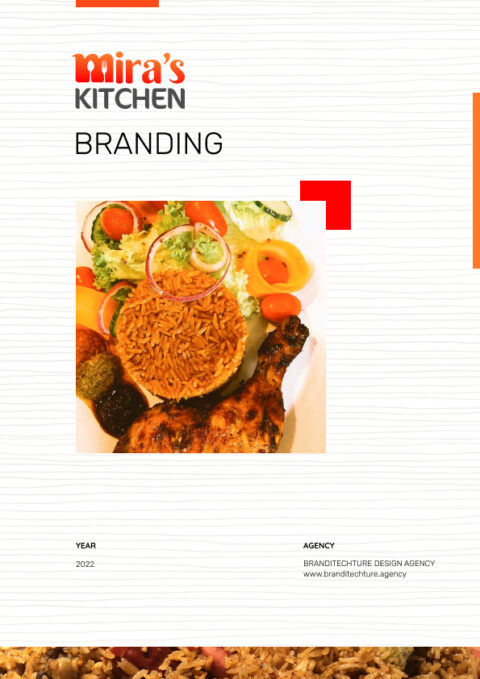 Mira's
KITCHEN
BRANDING
YEAR
2022
AGENCY
BRANDITECHTURE DESIGN AGENCY
www.branditechture.agency